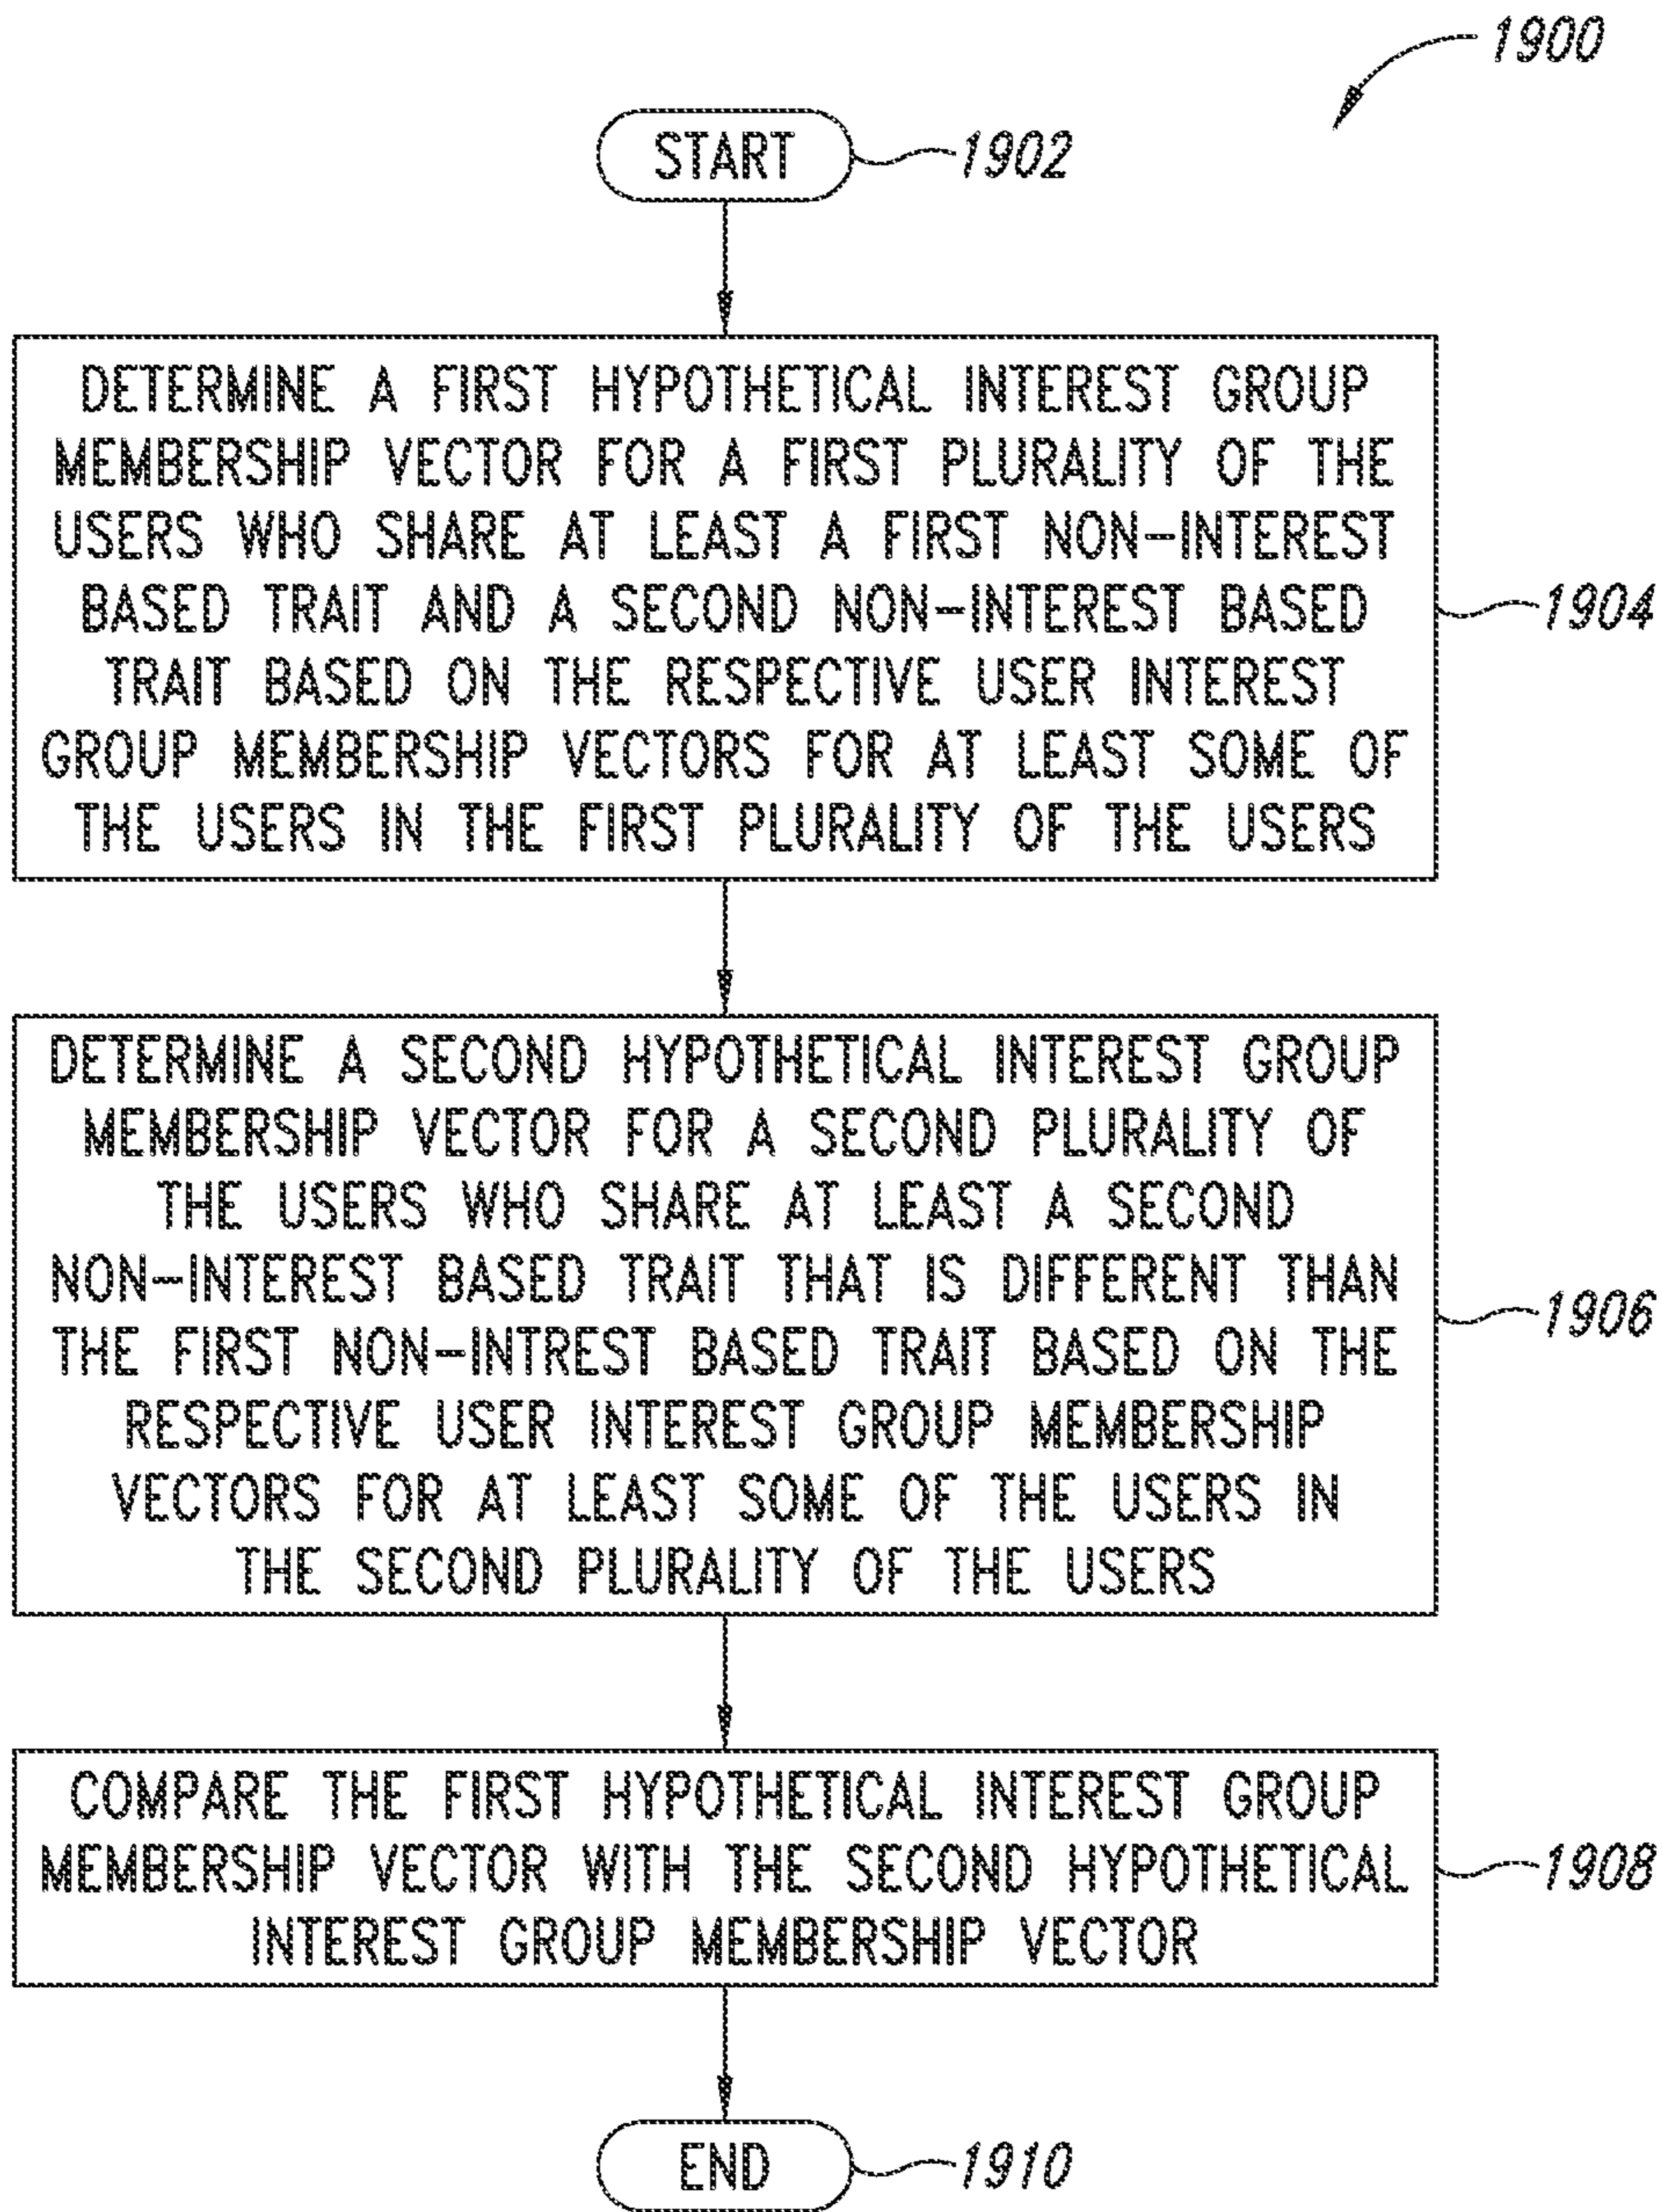 1900
START
1902
DETERMINE A FIRST HYPOTHETICAL INTEREST GROUP
MEMBERSHIP VECTOR FOR A FIRST PLURALITY OF THE
USERS WHO SHARE AT LEAST A FIRST NON-INTEREST
BASED TRAIT AND A SECOND NON-INTEREST BASED
TRAIT BASED ON THE RESPECTIVE USER INTEREST
GROUP MEMBERSHIP VECTORS FOR AT LEAST SOME OF
THE USERS IN THE FIRST PLURALITY OF THE USERS
1904
DETERMINE A SECOND HYPOTHETICAL INTEREST GROUP
MEMBERSHIP VECTOR FOR A SECOND PLURALITY OF
THE USERS WHO SHARE AT LEAST A SECOND
NON-INTEREST BASED TRAIT THAT IS DIFFERENT THAN
THE FIRST NON-INTREST BASED TRAIT BASED ON THE
RESPECTIVE USER INTEREST GROUP MEMBERSHIP
VECTORS FOR AT LEAST SOME OF THE USERS IN
THE SECOND PLURALITY OF THE USERS
1906
COMPARE THE FIRST HYPOTHETICAL INTEREST GROUP
MEMBERSHIP VECTOR WITH THE SECOND HYPOTHETICAL
INTEREST GROUP MEMBERSHIP VECTOR
1908
END
1910